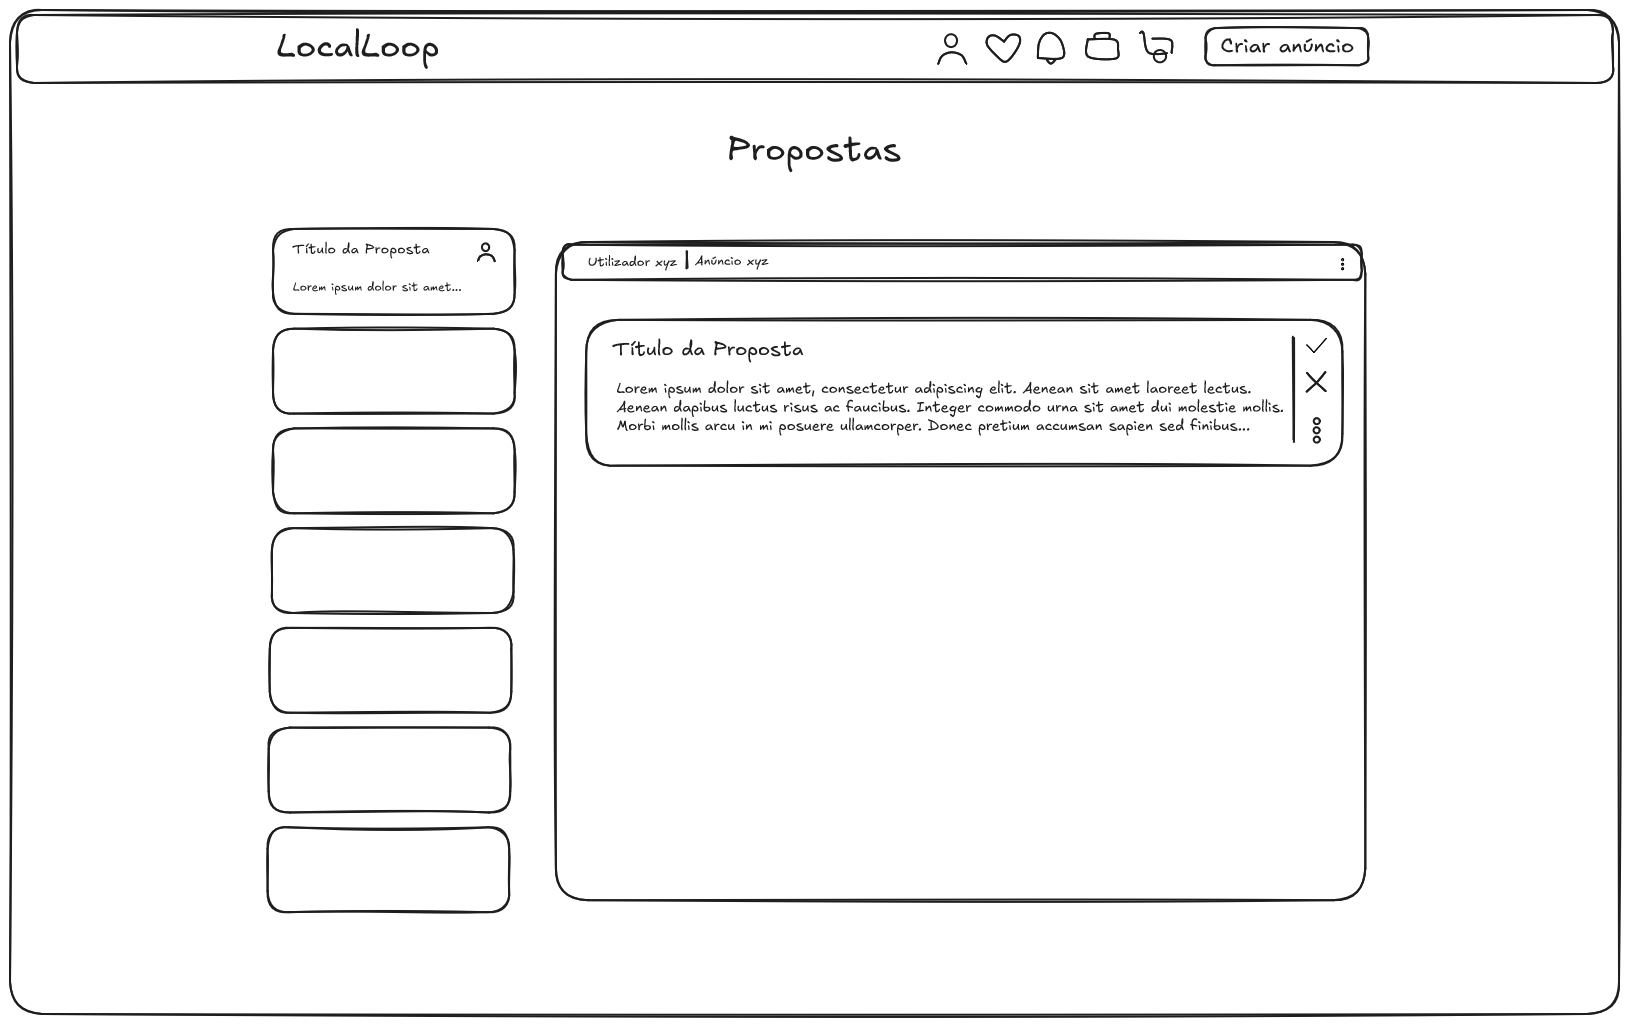 LocalLoop
Criar anúncio
Propostas
Título da Proposta
Lorem ipsum dolor sit amet...
Utilizador xyz
Anúncio xyz
Título da Proposta
Lorem ipsum dolor sit amet, consectetur adipiscing elit. Aenean sit amet laoreet lectus.
Aenean dapibus luctus risus ac faucibus. Integer commodo urna sit amet dui molestie mollis.
Morbi mollis arcu in mi posuere ullamcorper. Donec pretium accumsan sapien sed finibus...